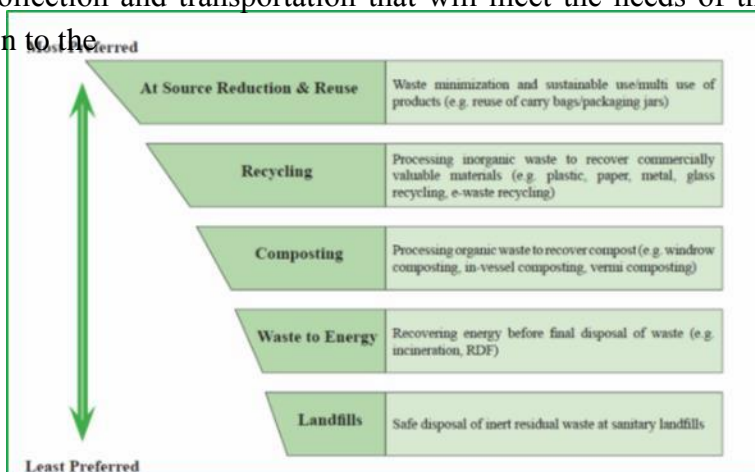 ollection and transportation that will meet the needs of th
n to the
Most Preferred
At Source Reduction & Reuse
Waste minimization and sustainable use/multi use of
products (e.g. reuse of carry bags/packaging jars)
Recycling
Processing inorganic waste to recover commercially
valuable materials (e.g. plastic, paper, metal, glass
recycling, e-waste recycling)
Composting
Processing organic waste to recover compost (e.g. windrow
composting, in-vessel composting, vermi composting)
Waste to Energy
Recovering energy before final disposal of waste (e.g.
incineration, RDF)
Landfills
Safe disposal of inert residual waste at sanitary landfills
Least Preferred